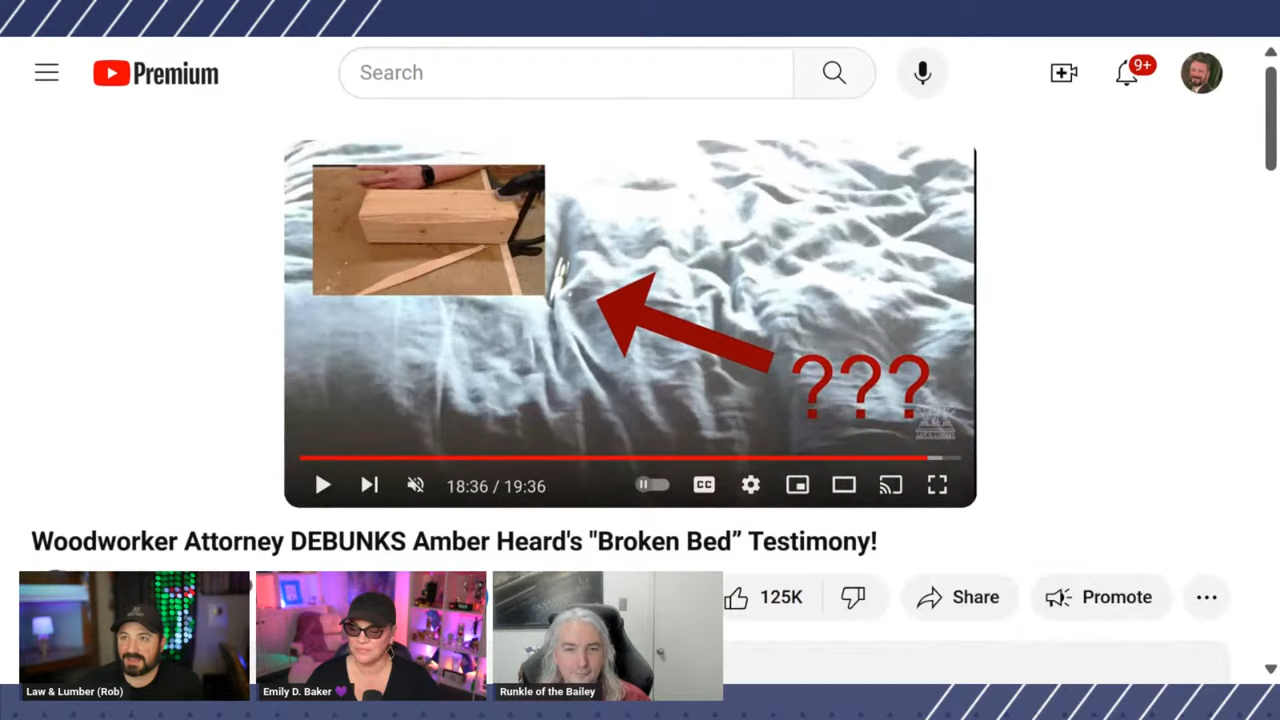 Premium
Search
9+
???
18:36 / 19:36
CC
Woodworker Attorney DEBUNKS Amber Heard's "Broken Bed” Testimony!
125K
Share
Promote
Law & Lumber (Rob)
Emily D. Baker 💜
Runkle of the Bailey